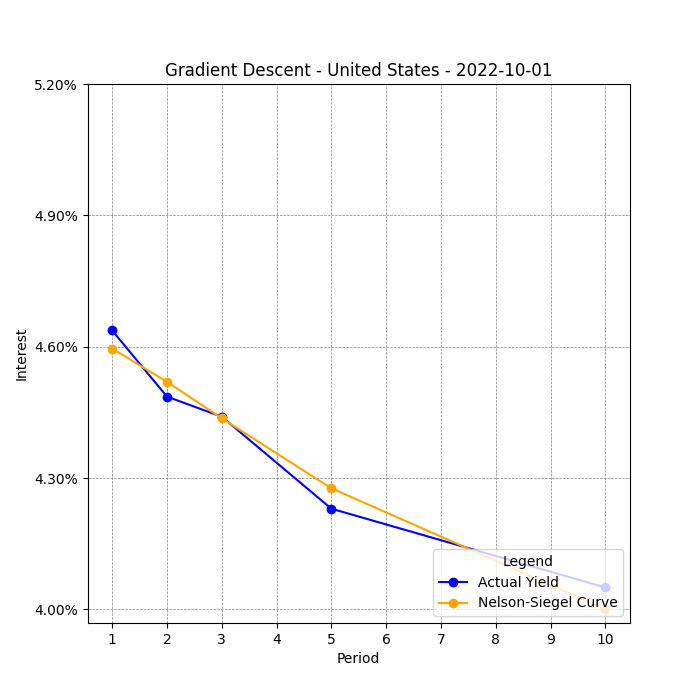 Gradient Descent - United States - 2022-10-01
5.20%
4.90%
4.60%
4.30%
4.00%
Interest
Legend
Actual Yield
Nelson-Siegel Curve
1 2 3 4 5 6 7 8 9 10
Period